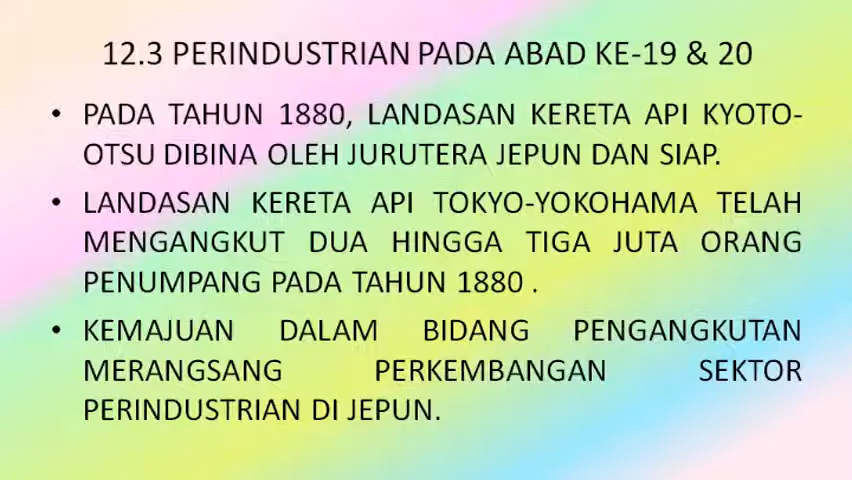 12.3 PERINDUSTRIAN PADA ABAD KE-19 & 20
• PADA TAHUN 1880, LANDASAN KERETA API KYOTO-
OTSU DIBINA OLEH JURUTERA JEPUN DAN SIAP.
• LANDASAN KERETA API TOKYO-YOKOHAMA TELAH
MENGANGKUT DUA HINGGA TIGA JUTA ORANG
PENUMPANG PADA TAHUN 1880 .
• KEMAJUAN DALAM BIDANG PENGANGKUTAN
MERANGSANG PERKEMBANGAN SEKTOR
PERINDUSTRIAN DI JEPUN.